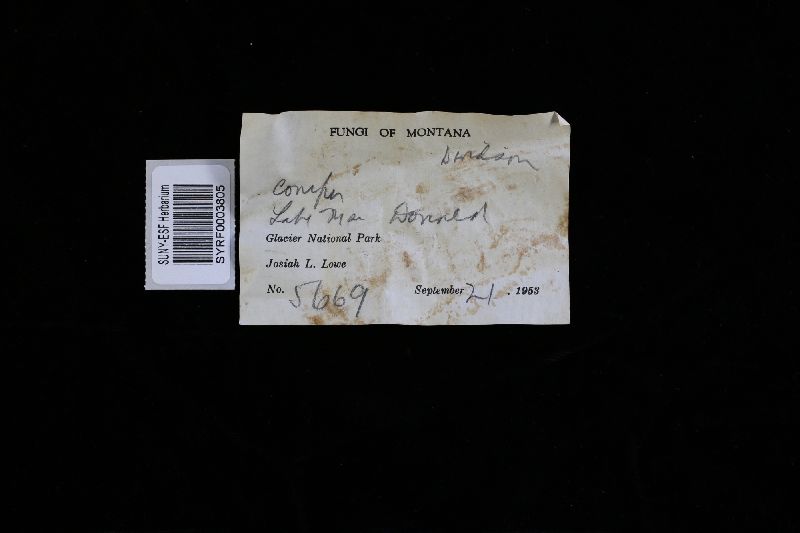 FUNGI OF MONTANA
Davidson
Conifer
Lake Mac Donald
Glacier National Park
Josiah L. Lowe
No. 5669 September 21 . 1953
SUNY-ESF Herbarium
SYRF0003805